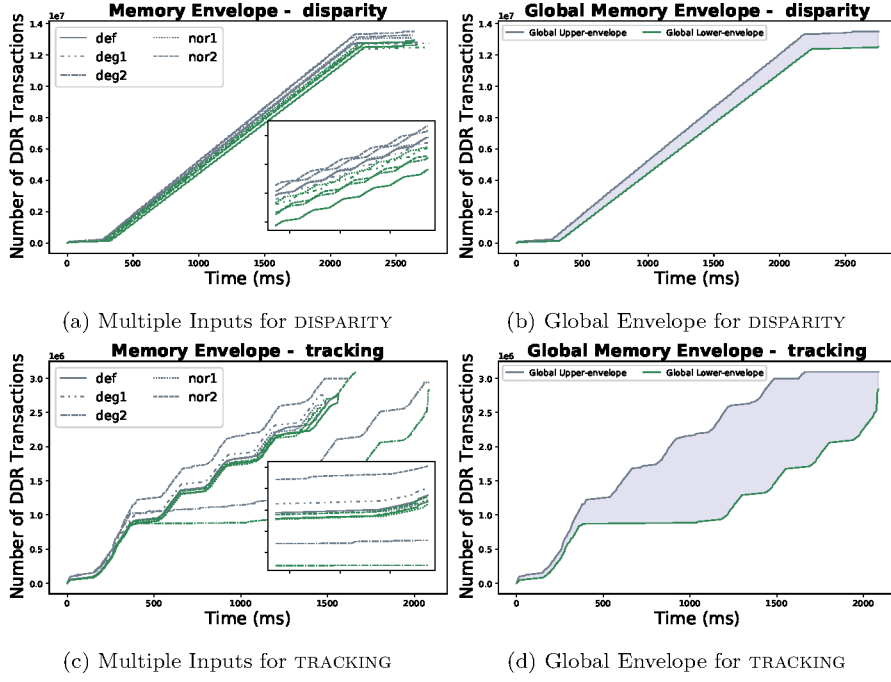 Memory Envelope - disparity
1e7
Number of DDR Transactions
1.4
1.2
1.0
0.8
0.6
0.4
0.2
0.0
def
deg1
deg2
nor1
nor2
0 500 1000 1500 2000 2500
Time (ms)
(a) Multiple Inputs for DISPARITY
Global Memory Envelope - disparity
1e7
Number of DDR Transactions
1.4
1.2
1.0
0.8
0.6
0.4
0.2
0.0
Global Upper-envelope Global Lower-envelope
0 500 1000 1500 2000 2500
Time (ms)
(b) Global Envelope for DISPARITY
Memory Envelope - tracking
1e6
Number of DDR Transactions
3.0
2.5
2.0
1.5
1.0
0.5
0.0
def
deg1
deg2
nor1
nor2
0 500 1000 1500 2000
Time (ms)
(c) Multiple Inputs for TRACKING
Global Memory Envelope - tracking
1e6
Number of DDR Transactions
3.0
2.5
2.0
1.5
1.0
0.5
0.0
Global Upper-envelope Global Lower-envelope
0 500 1000 1500 2000
Time (ms)
(d) Global Envelope for TRACKING